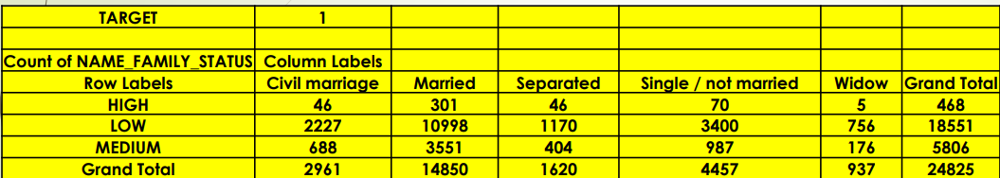 TARGET 1
Count of NAME_FAMILY_STATUS Column Labels
Row Labels Civil marriage Married Separated Single / not married Widow Grand Total
HIGH 46 301 46 70 5 468
LOW 2227 10998 1170 3400 756 18551
MEDIUM 688 3551 404 987 176 5806
Grand Total 2961 14850 1620 4457 937 24825